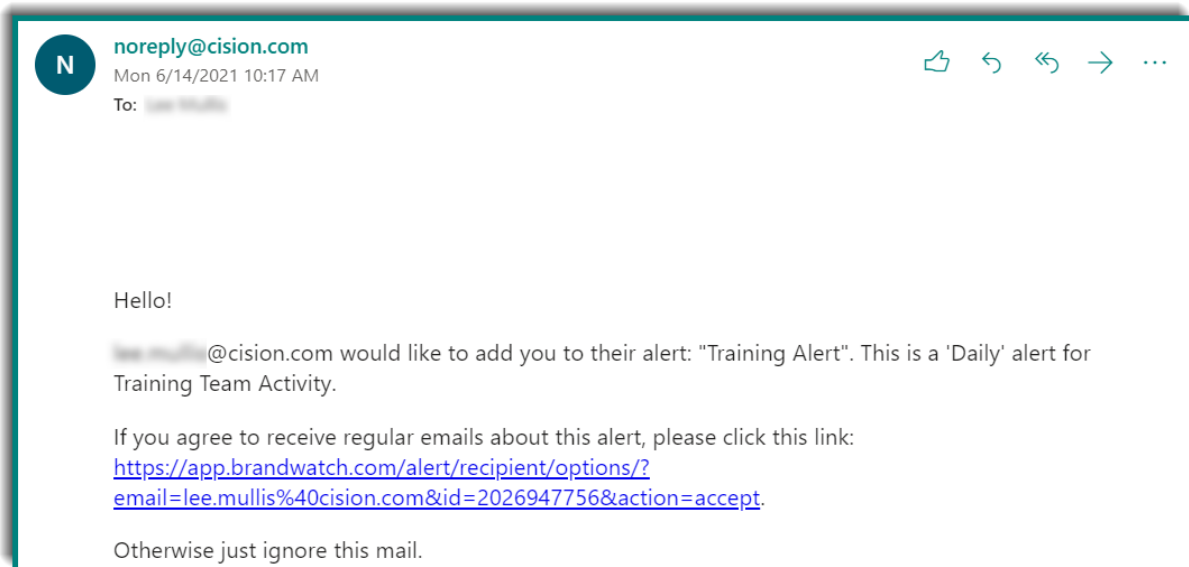 N
noreply@cision.com
Mon 6/14/2021 10:17 AM
To:
Hello!
@cision.com would like to add you to their alert: "Training Alert". This is a 'Daily' alert for
Training Team Activity.
If you agree to receive regular emails about this alert, please click this link:
https://app.brandwatch.com/alert/recipient/options/?
email=lee.mullis%40cision.com&id=2026947756&action=accept.
Otherwise just ignore this mail.